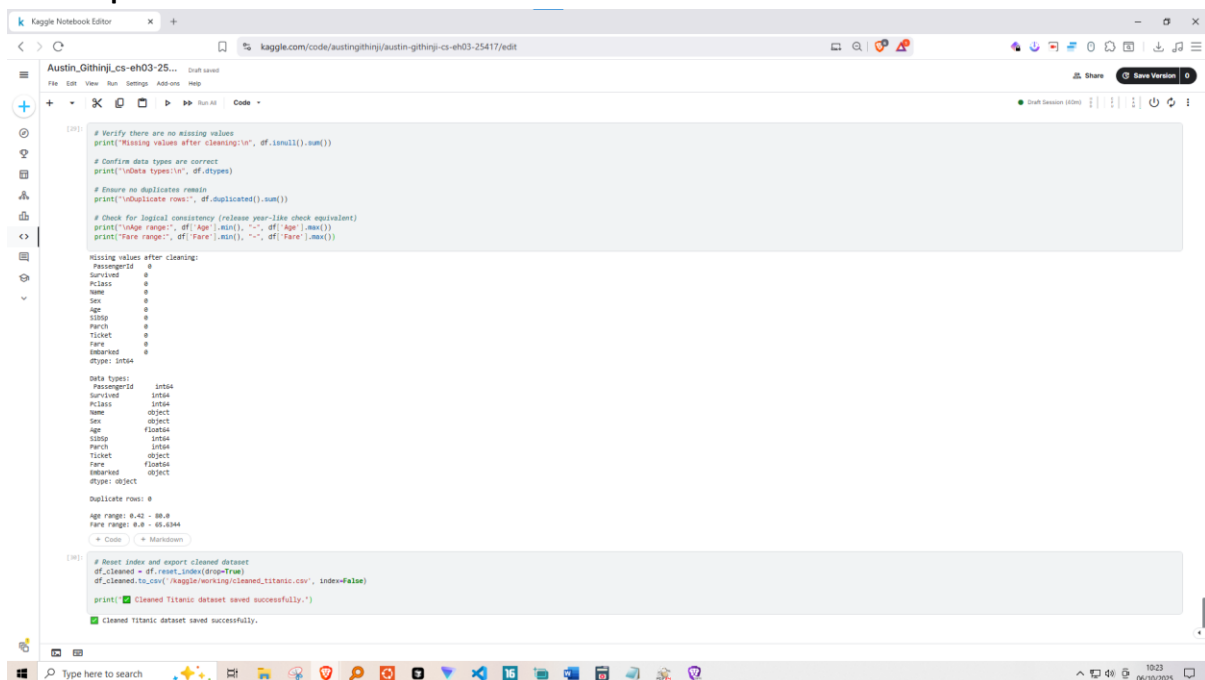 Kaggle Notebook Editor
kaggle.com/code/austingithinji/austin-githinji-cs-eh03-25417/edit
Austin_Githinji_cs-eh03-25... Draft saved
File Edit View Run Settings Add-ons Help
Share
Save Version 0
Run All Code
Draft Session
[29]:
# Verify there are no missing values
print("Missing values after cleaning:\n", df.isnull().sum())
# Confirm data types are correct
print("\nData types:\n", df.dtypes)
# Ensure no duplicates remain
print("\nDuplicate rows:", df.duplicated().sum())
# Check for logical consistency (release year-like check equivalent)
print("\nAge range:", df['Age'].min(), "-", df['Age'].max())
print("Fare range:", df['Fare'].min(), "-", df['Fare'].max())
Missing values after cleaning:
PassengerId 0
Survived 0
Pclass 0
Name 0
Sex 0
Age 0
SibSp 0
Parch 0
Ticket 0
Fare 0
Embarked 0
dtype: int64
Data types:
PassengerId int64
Survived int64
Pclass int64
Name object
Sex object
Age float64
SibSp int64
Parch int64
Ticket object
Fare float64
Embarked object
dtype: object
Duplicate rows: 0
Age range: 0.42 - 80.0
Fare range: 0.0 - 65.6344
+ Code + Markdown
[30]:
# Reset index and export cleaned dataset
df_cleaned = df.reset_index(drop=True)
df_cleaned.to_csv('/kaggle/working/cleaned_titanic.csv', index=False)
print("✅ Cleaned Titanic dataset saved successfully.")
✅ Cleaned Titanic dataset saved successfully.
Type here to search
10:23
06/10/2025